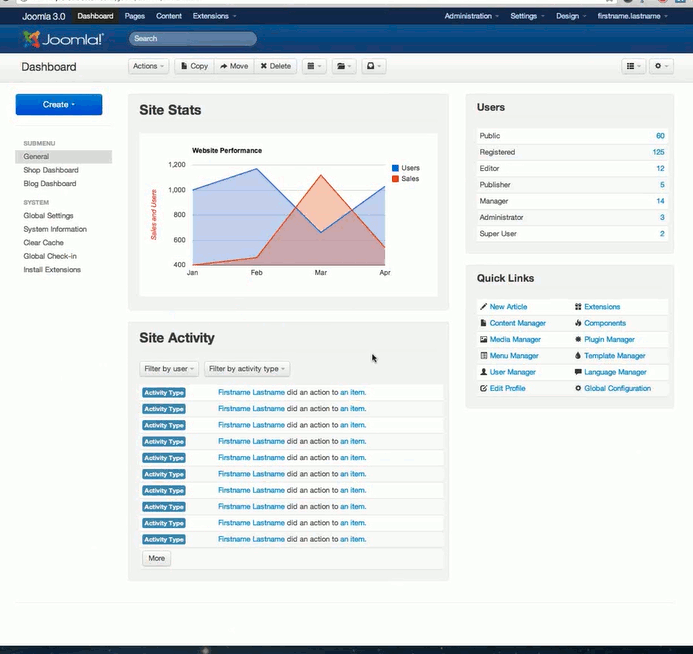 Joomla 3.0 Dashboard Pages Content Extensions Administration Settings Design firstname.lastname
Joomla! Search
Dashboard Actions Copy Move Delete
Create
SUBMENU
General
Shop Dashboard
Blog Dashboard
SYSTEM
Global Settings
System Information
Clear Cache
Global Check-in
Install Extensions
Site Stats
Website Performance
Sales and Users
1,200
1,000
800
600
400
Jan Feb Mar Apr
Users
Sales
Site Activity
Filter by user Filter by activity type
Activity Type Firstname Lastname did an action to an item.
Activity Type Firstname Lastname did an action to an item.
Activity Type Firstname Lastname did an action to an item.
Activity Type Firstname Lastname did an action to an item.
Activity Type Firstname Lastname did an action to an item.
Activity Type Firstname Lastname did an action to an item.
Activity Type Firstname Lastname did an action to an item.
Activity Type Firstname Lastname did an action to an item.
Activity Type Firstname Lastname did an action to an item.
Activity Type Firstname Lastname did an action to an item.
More
Users
Public 60
Registered 125
Editor 12
Publisher 5
Manager 14
Administrator 3
Super User 2
Quick Links
New Article Extensions
Content Manager Components
Media Manager Plugin Manager
Menu Manager Template Manager
User Manager Language Manager
Edit Profile Global Configuration